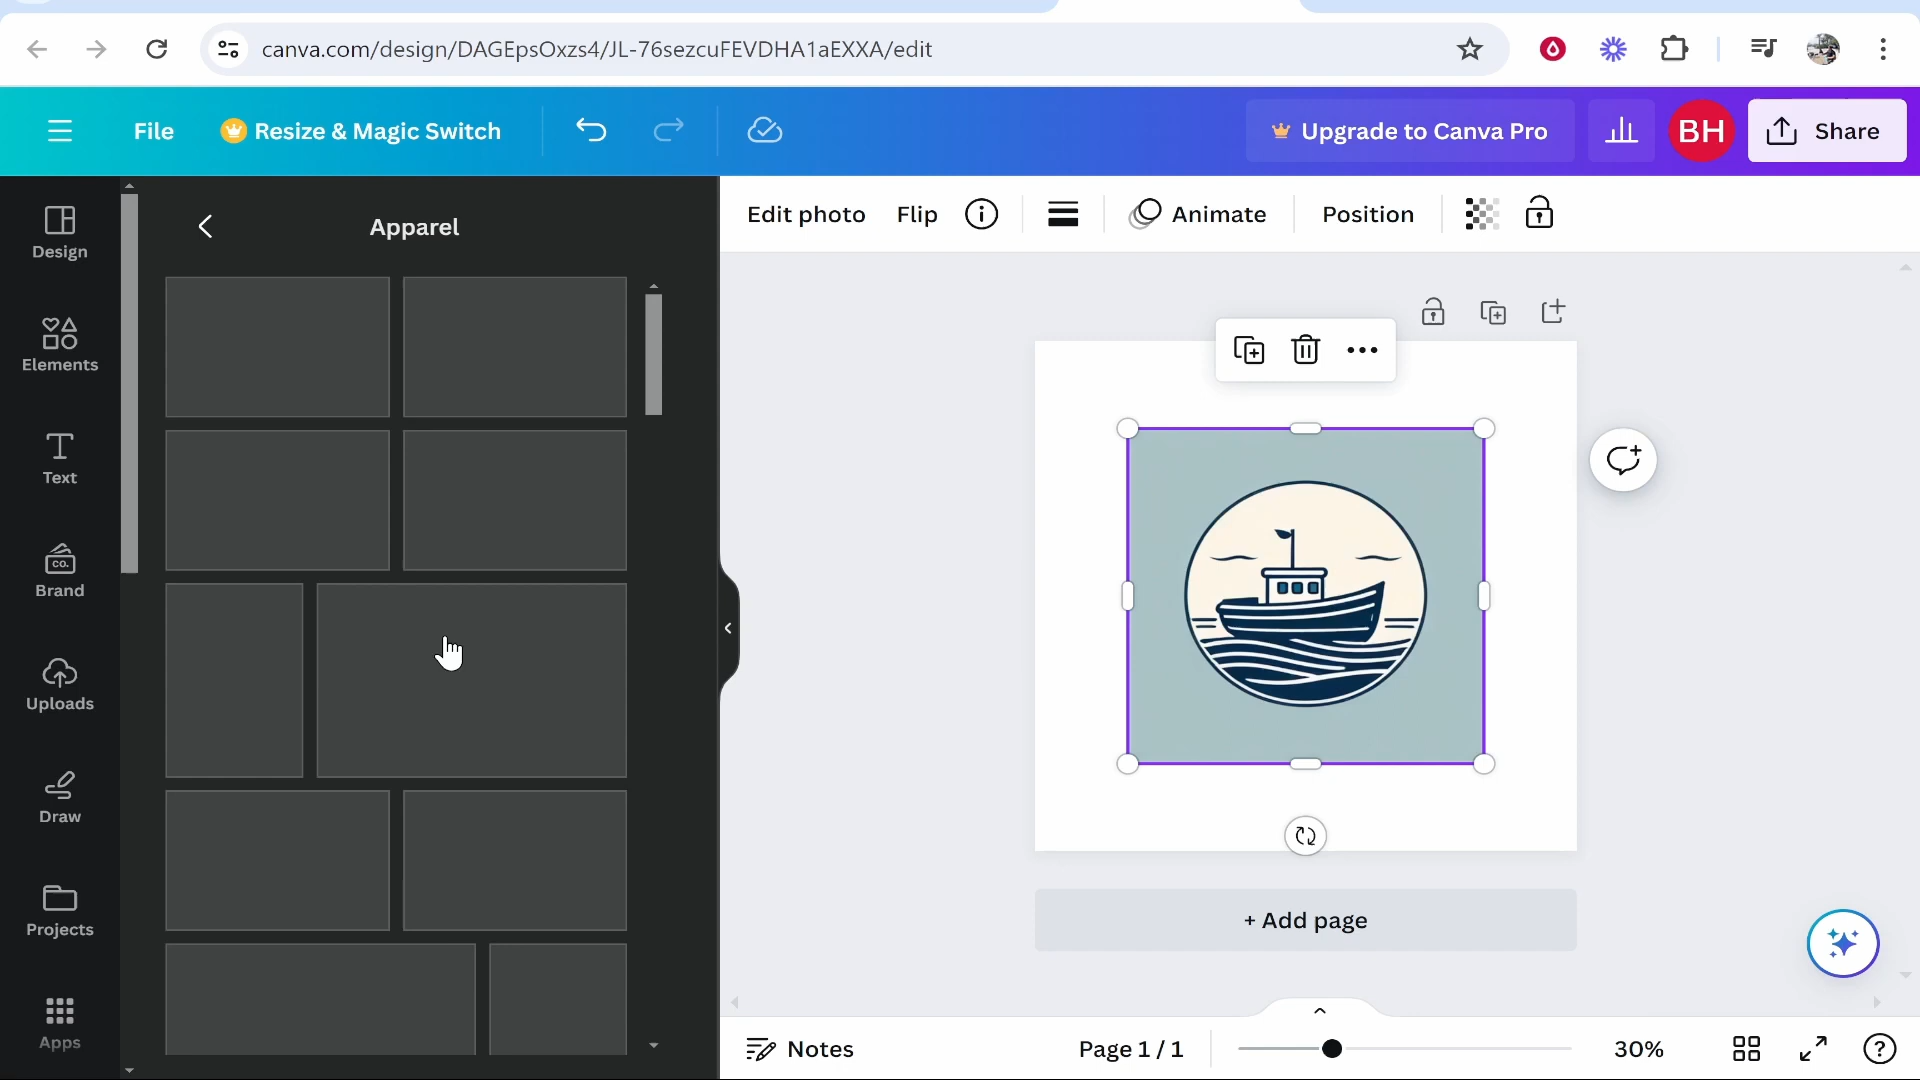 canva.com/design/DAGEpsOxzs4/JL-76sezcuFEVDHA1aEXXA/edit
File
Resize & Magic Switch
Upgrade to Canva Pro
BH
Share
Design
Elements
Text
CO.
Brand
Uploads
Draw
Projects
Apps
Apparel
Edit photo
Flip
Animate
Position
+ Add page
Notes
Page 1 / 1
30%